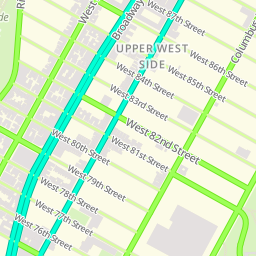 West 87th Street
Broadway
Ri
West
UPPER WEST
SIDE
West 86th Street
Columbus
West 85th Street
West 84th Street
West 83rd Street
West 82nd Street
West 81st Street
West 80th Street
West 79th Street
West 78th Street
West 77th Street
West 76th Street